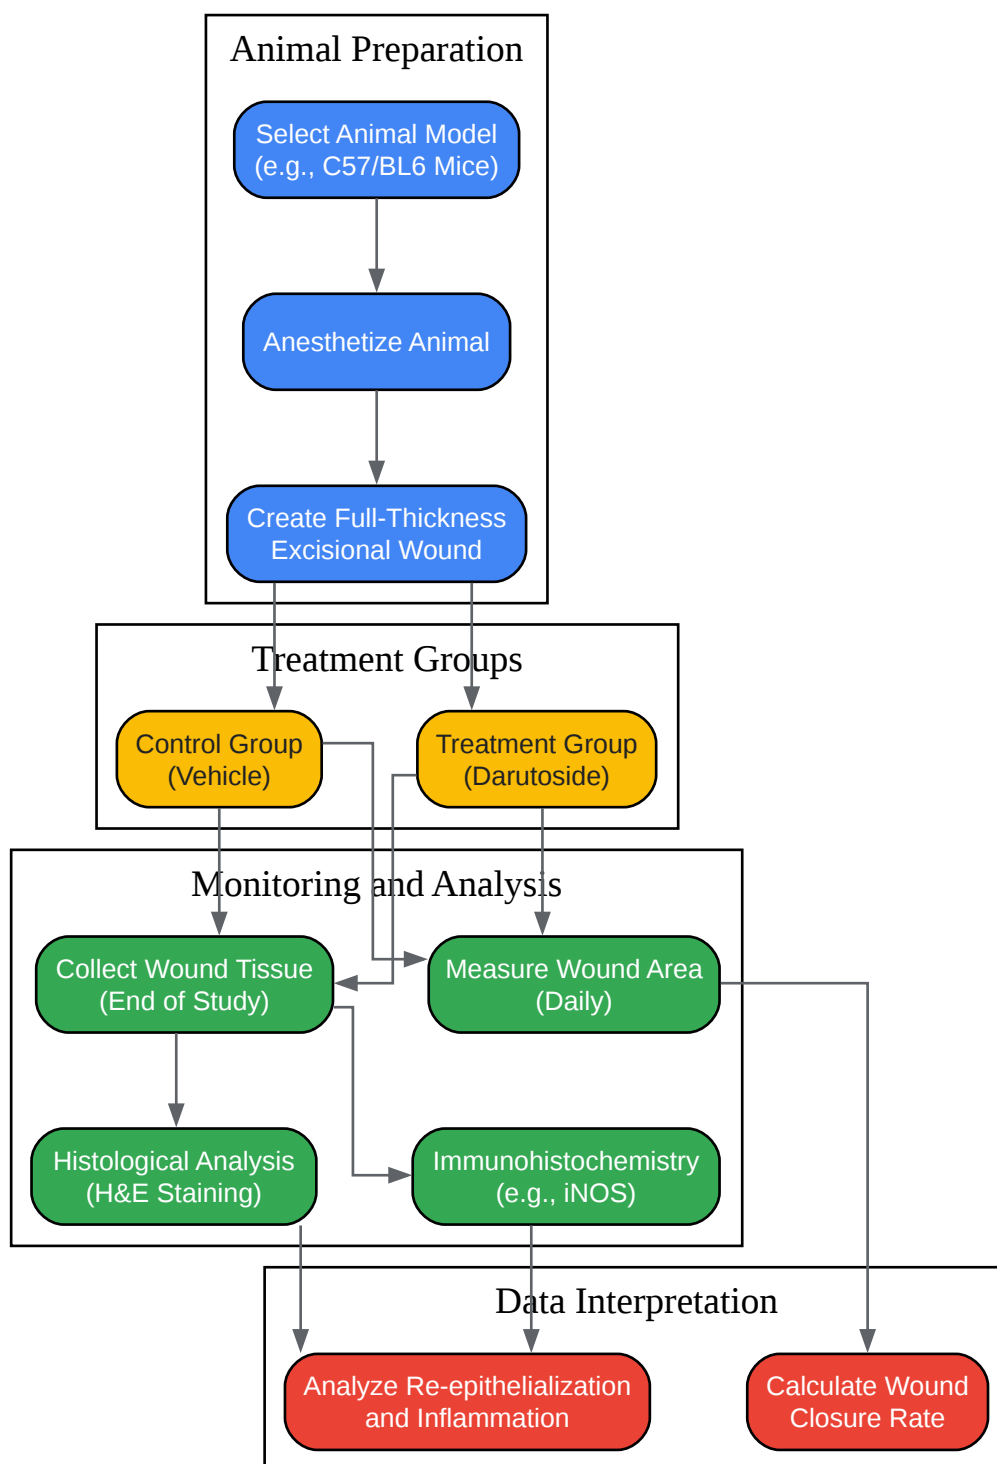 Animal Preparation
Select Animal Model
(e.g., C57/BL6 Mice)
Anesthetize Animal
Create Full-Thickness
Excisional Wound
Treatment Groups
Control Group
(Vehicle)
Treatment Group
(Darutoside)
Monitoring and Analysis
Collect Wound Tissue
(End of Study)
Measure Wound Area
(Daily)
Histological Analysis
(H&E Staining)
Immunohistochemistry
(e.g., iNOS)
Data Interpretation
Analyze Re-epithelialization
and Inflammation
Calculate Wound
Closure Rate